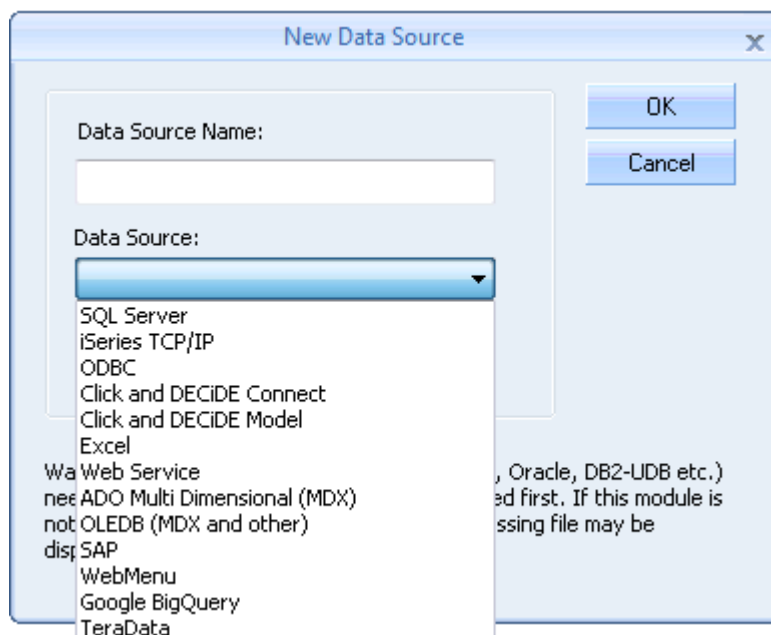 New Data Source
x
OK
Data Source Name:
Cancel
Data Source:
SQL Server
iSeries TCP/IP
ODBC
Click and DECiDE Connect
Click and DECiDE Model
Excel
Wa Web Service , Oracle, DB2-UDB etc.)
nee ADO Multi Dimensional (MDX) ed first. If this module is
not OLEDB (MDX and other) ssing file may be
disp SAP
WebMenu
Google BigQuery
TeraData